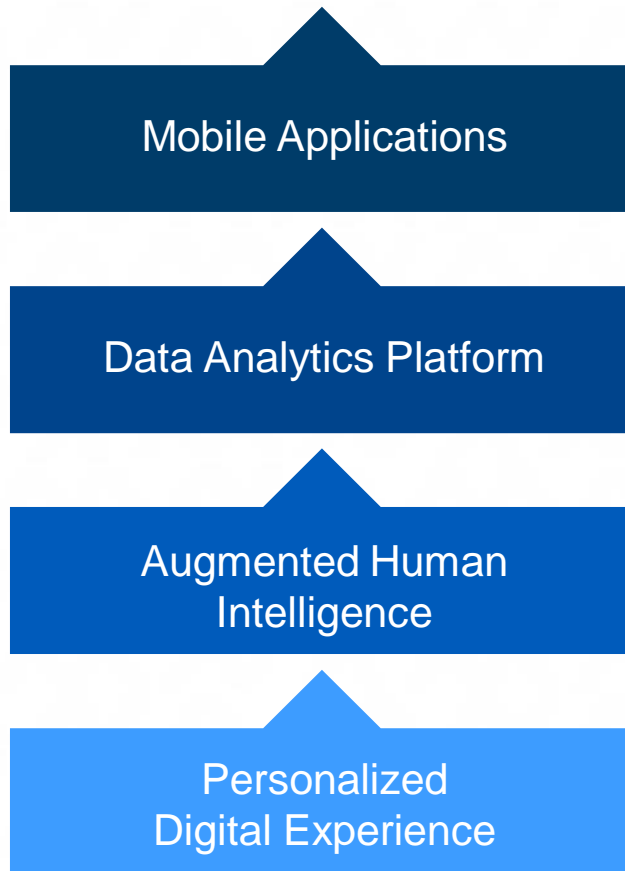 Mobile Applications
Data Analytics Platform
Augmented Human
Intelligence
Personalized
Digital Experience